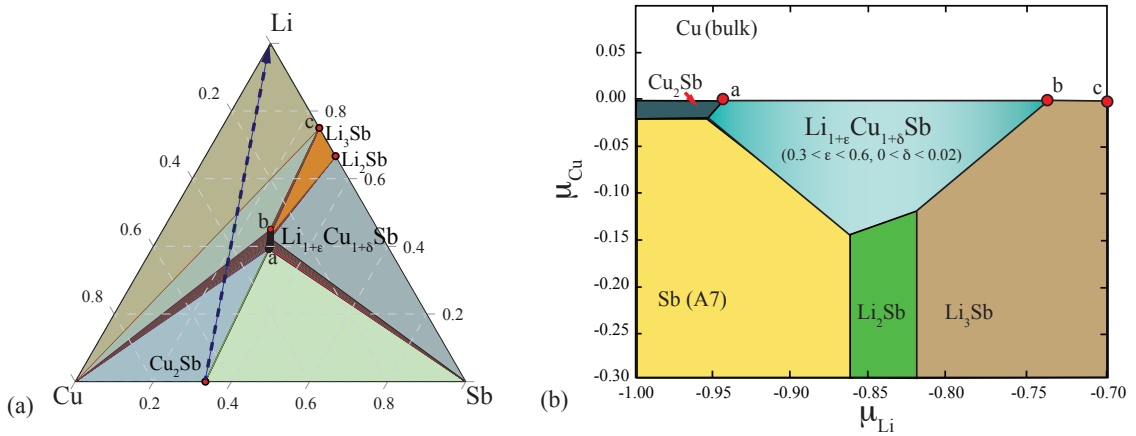 Li
0.2
0.8
c
Li₃Sb
Li₂Sb
0.4
0.6
b
0.6
Li₁₊εCu₁₊δSb
0.4
a
0.8
0.2
Cu₂Sb
Cu
Sb
0.2
0.4
0.6
0.8
(a)
Cu (bulk)
0.05
Cu₂Sb
a
b
c
0.00
Li₁₊εCu₁₊δSb
(0.3 < ε < 0.6, 0 < δ < 0.02)
-0.05
μCu
-0.10
-0.15
-0.20
Sb (A7)
Li₂Sb
Li₃Sb
-0.25
-0.30
-1.00
-0.95
-0.90
-0.85
-0.80
-0.75
-0.70
μLi
(b)